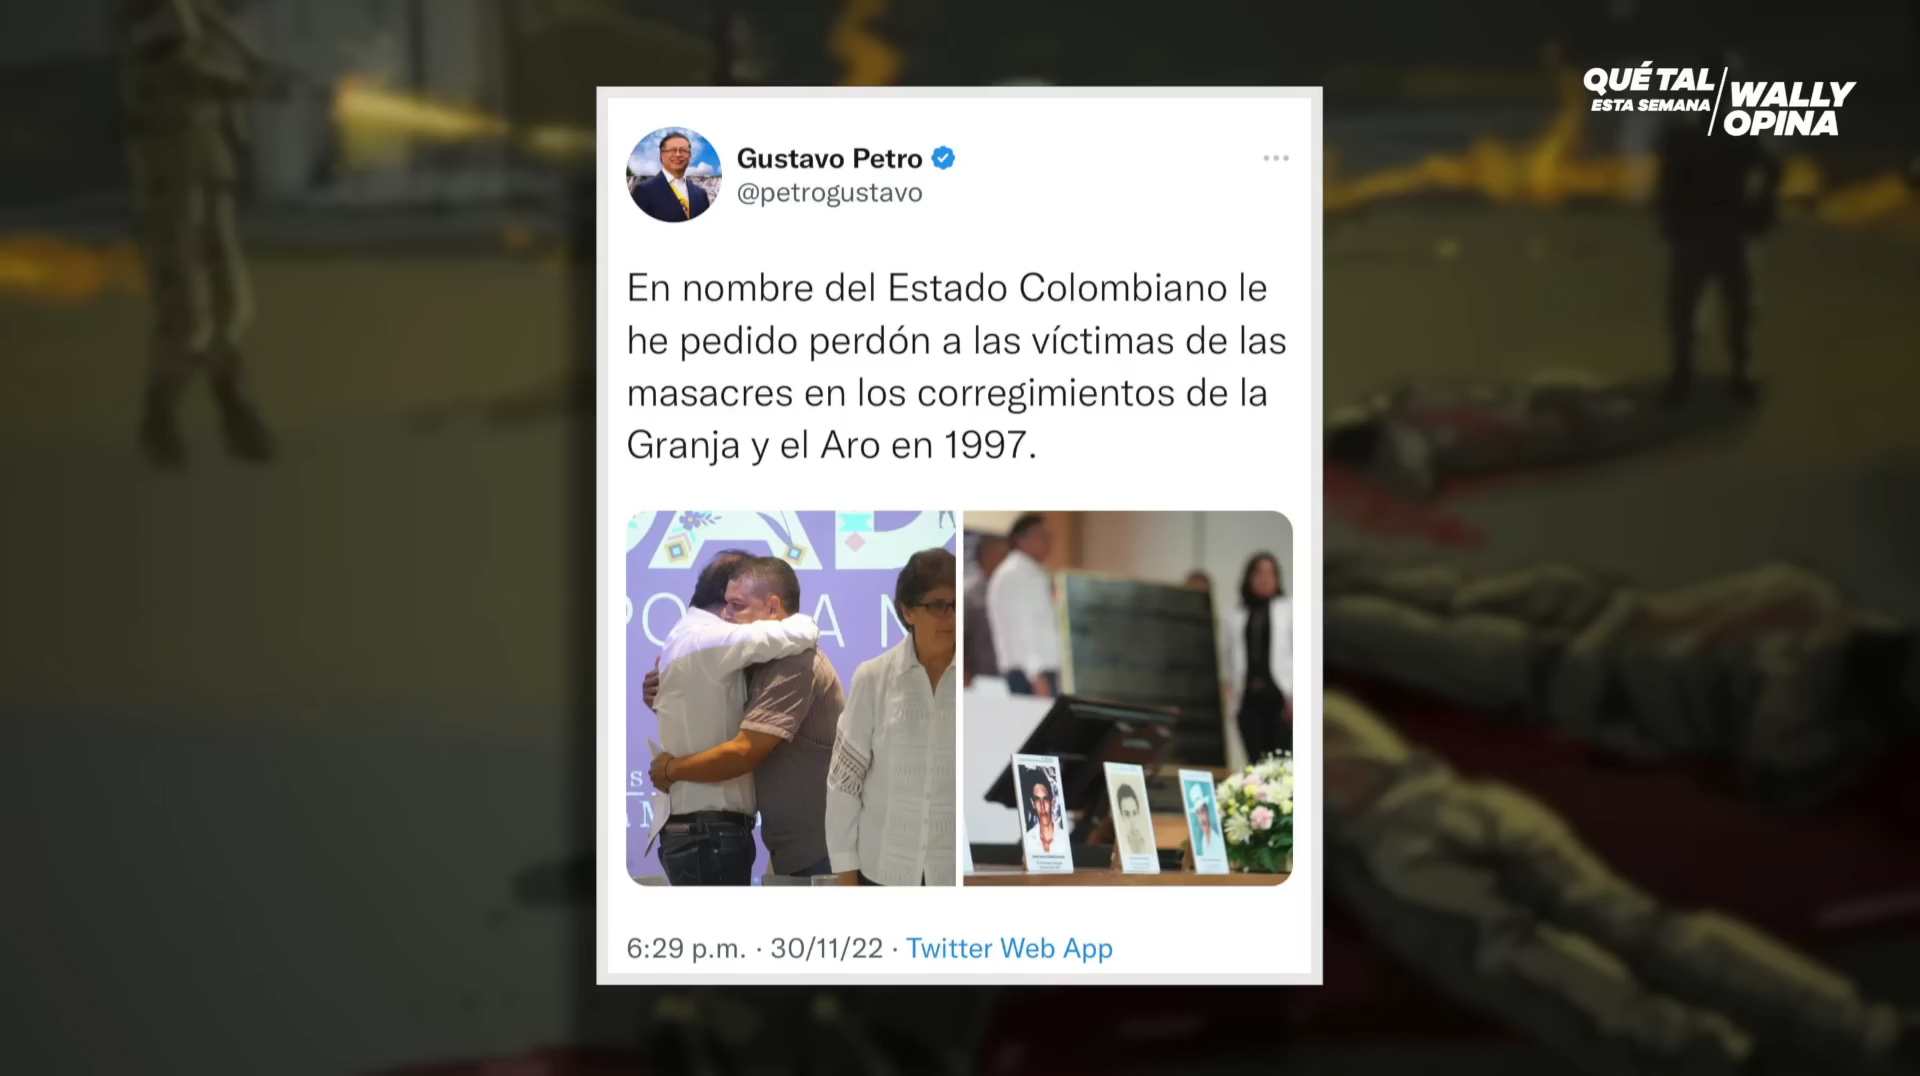 QUÉ TAL
ESTA SEMANA
WALLY
OPINA
Gustavo Petro
@petrogustavo
En nombre del Estado Colombiano le
he pedido perdón a las víctimas de las
masacres en los corregimientos de la
Granja y el Aro en 1997.
6:29 p.m. · 30/11/22 · Twitter Web App